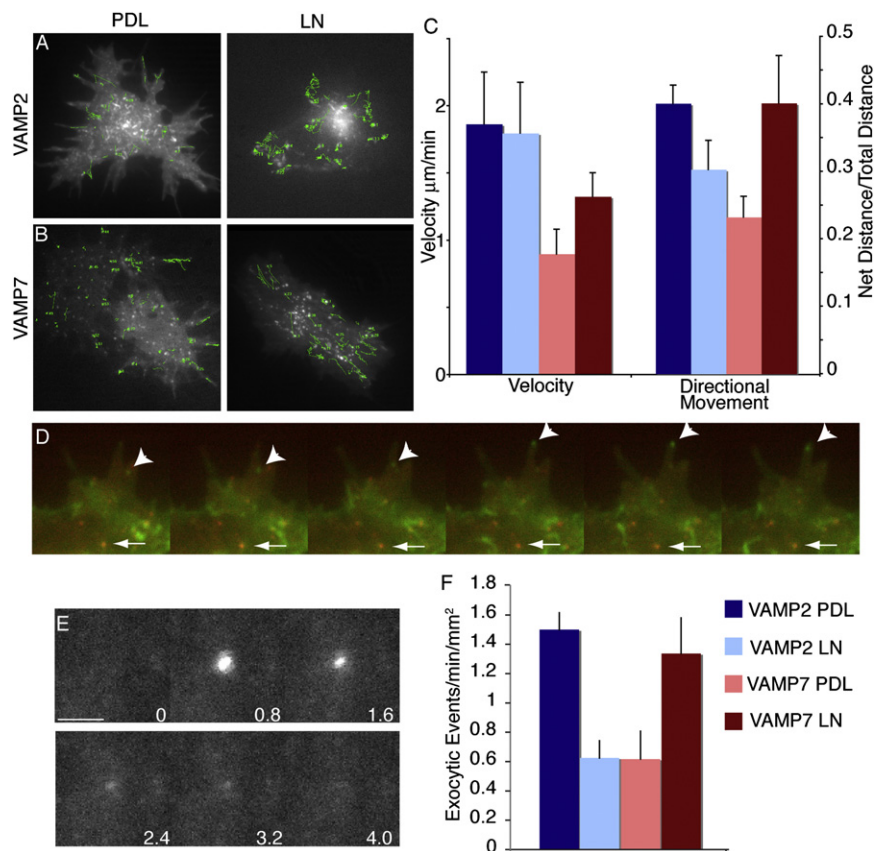 PDL LN
A
VAMP2
B
VAMP7
C
Velocity µm/min
2
1
0
Net Distance/Total Distance
0.5
0.4
0.3
0.2
0.1
0
Velocity
Directional
Movement
D
E
0 0.8 1.6
2.4 3.2 4.0
F
Exocytic Events/min/mm²
1.8
1.6
1.4
1.2
1
0.8
0.6
0.4
0.2
0
VAMP2 PDL
VAMP2 LN
VAMP7 PDL
VAMP7 LN